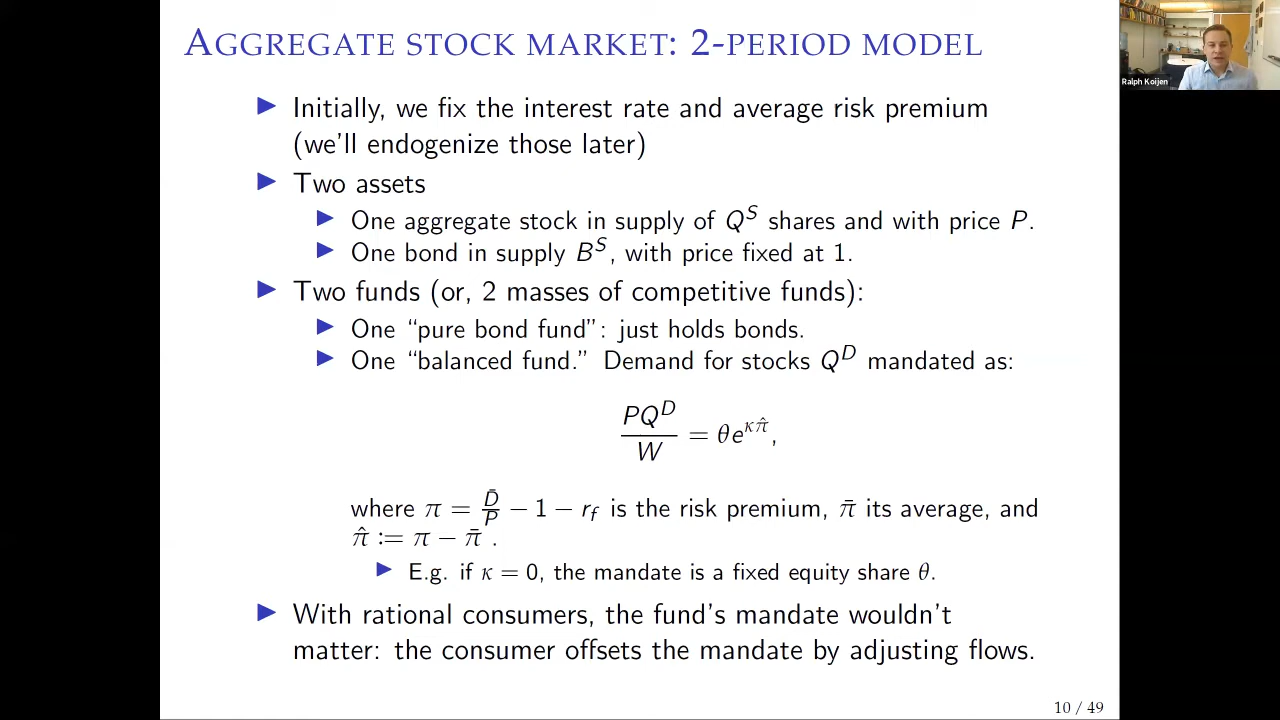 AGGREGATE STOCK MARKET: 2-PERIOD MODEL
Ralph Koijen
▶ Initially, we fix the interest rate and average risk premium
(we'll endogenize those later)
▶ Two assets
▶ One aggregate stock in supply of Q^S shares and with price P.
▶ One bond in supply B^S, with price fixed at 1.
▶ Two funds (or, 2 masses of competitive funds):
▶ One “pure bond fund”: just holds bonds.
▶ One “balanced fund.” Demand for stocks Q^D mandated as:
PQ^D / W = θe^{κπ̂},
where π = D̄/P − 1 − r_f is the risk premium, π̄ its average, and
π̂ := π − π̄ .
▶ E.g. if κ = 0, the mandate is a fixed equity share θ.
▶ With rational consumers, the fund's mandate wouldn't
matter: the consumer offsets the mandate by adjusting flows.
10 / 49